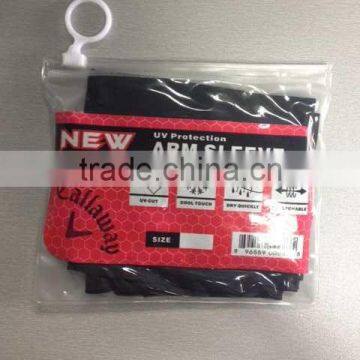 NEW
UV Protection
ARM SLEEVE
trade.china.cn
UV-CUT
COOL TOUCH
DRY QUICKLY
Callaway
SIZE